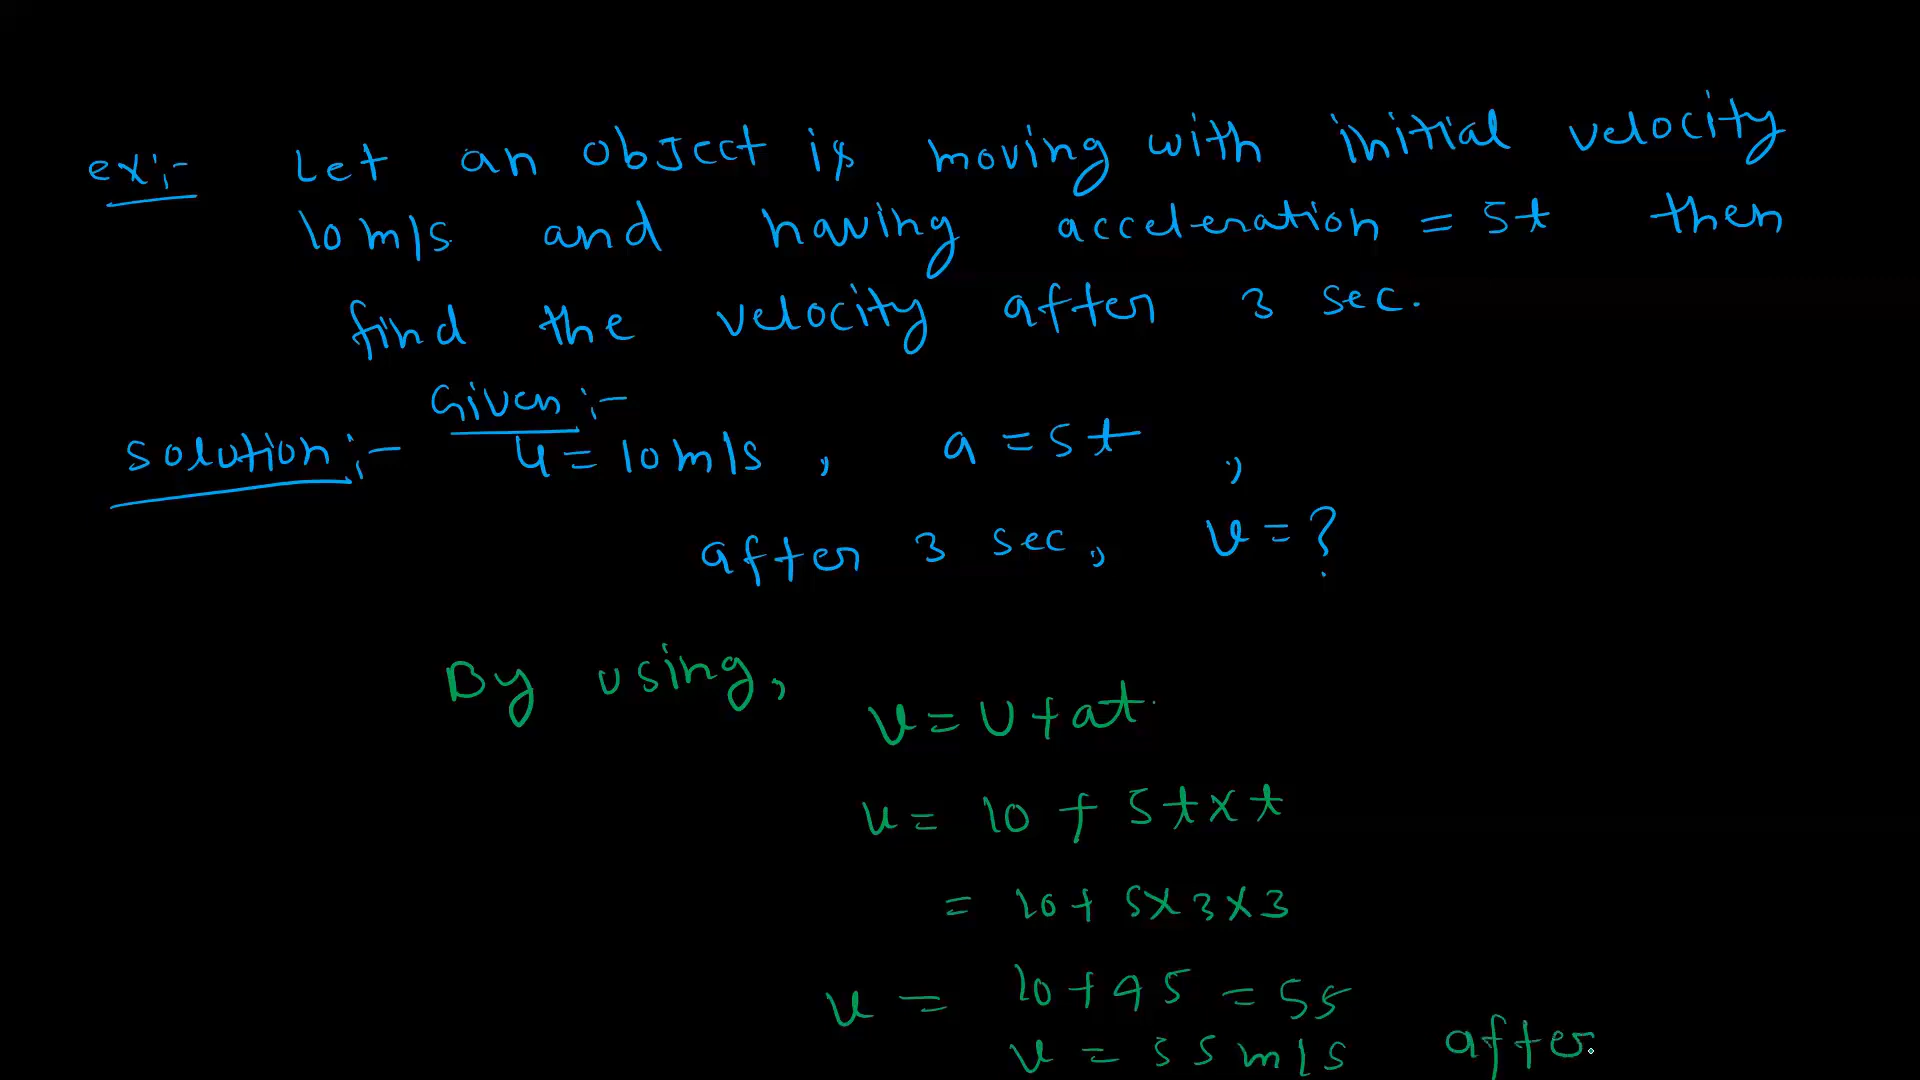 ex:- Let an object is moving with initial velocity
10 m/s and having acceleration = 5t then
find the velocity after 3 sec.
Given :-
solution :- u = 10 m/s , a = 5t ,
after 3 sec, v = ?
By using,
v = u + at
v = 10 + 5t x t
= 10 + 5 x 3 x 3
v = 10 + 45 = 55
v = 55 m/s after